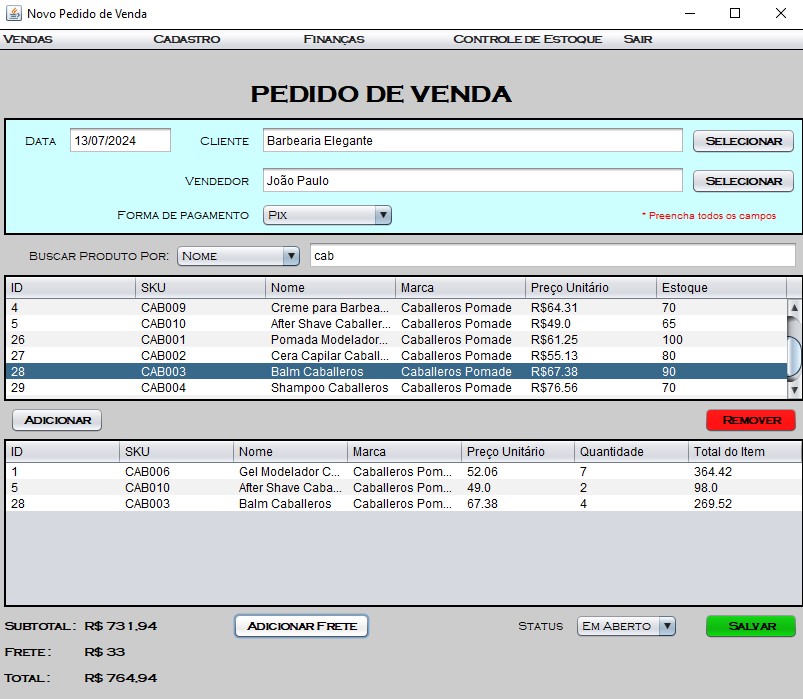 Novo Pedido de Venda
VENDAS CADASTRO FINANÇAS CONTROLE DE ESTOQUE SAIR
PEDIDO DE VENDA
DATA 13/07/2024 CLIENTE Barbearia Elegante SELECIONAR
VENDEDOR João Paulo SELECIONAR
FORMA DE PAGAMENTO PIX * Preencha todos os campos
BUSCAR PRODUTO POR: NOME cab
ID SKU Nome Marca Preço Unitário Estoque
4 CAB009 Creme para Barbea... Caballeros Pomade R$64.31 70
5 CAB010 After Shave Caballer... Caballeros Pomade R$49.0 65
26 CAB001 Pomada Modelador... Caballeros Pomade R$61.25 100
27 CAB002 Cera Capilar Caball... Caballeros Pomade R$55.13 80
28 CAB003 Balm Caballeros Caballeros Pomade R$67.38 90
29 CAB004 Shampoo Caballeros Caballeros Pomade R$76.56 70
ADICIONAR REMOVER
ID SKU Nome Marca Preço Unitário Quantidade Total do Item
1 CAB006 Gel Modelador C... Caballeros Pom... 52.06 7 364.42
5 CAB010 After Shave Caba... Caballeros Pom... 49.0 2 98.0
28 CAB003 Balm Caballeros Caballeros Pom... 67.38 4 269.52
SUBTOTAL: R$ 731,94 ADICIONAR FRETE STATUS EM ABERTO SALVAR
FRETE: R$ 33
TOTAL: R$ 764,94